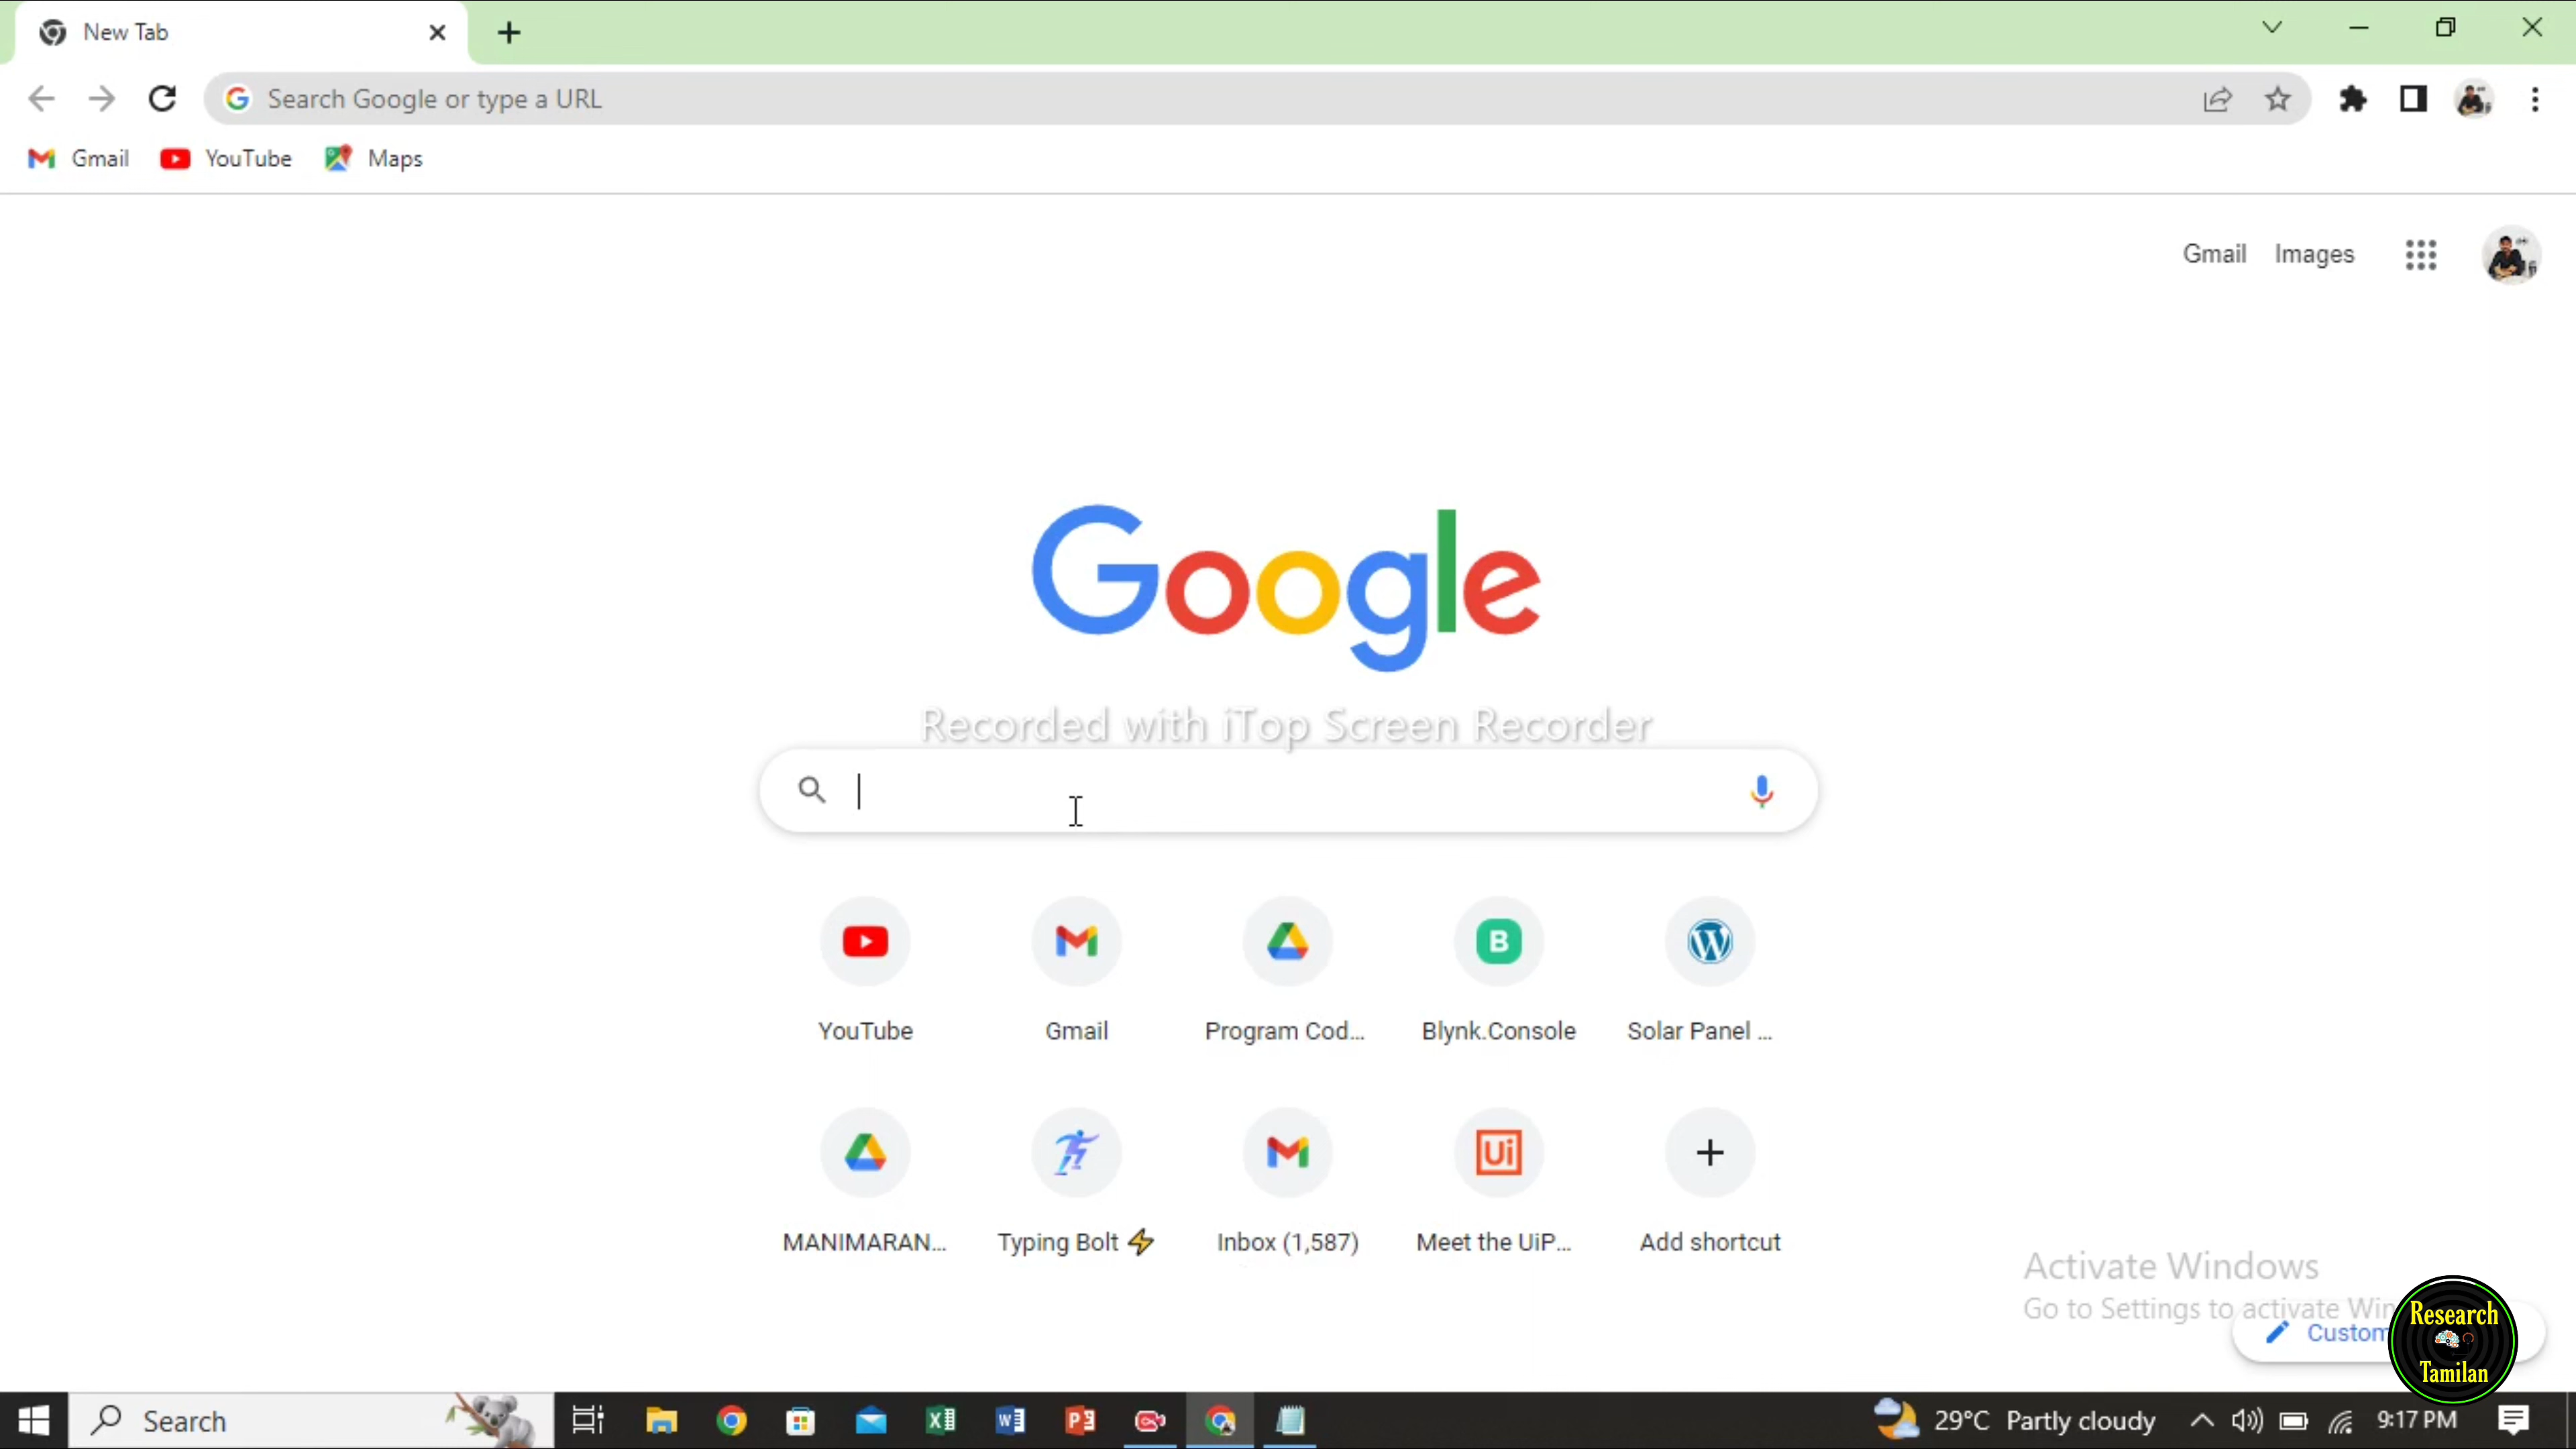 New Tab
Search Google or type a URL
Gmail YouTube Maps
Gmail Images
Google
Recorded with iTop Screen Recorder
YouTube Gmail Program Cod... Blynk.Console Solar Panel ...
MANIMARAN... Typing Bolt⚡ Inbox (1,587) Meet the UiP... Add shortcut
Activate Windows
Go to Settings to activate Win
Custom
Research
Tamilan
Search
29°C Partly cloudy 9:17 PM